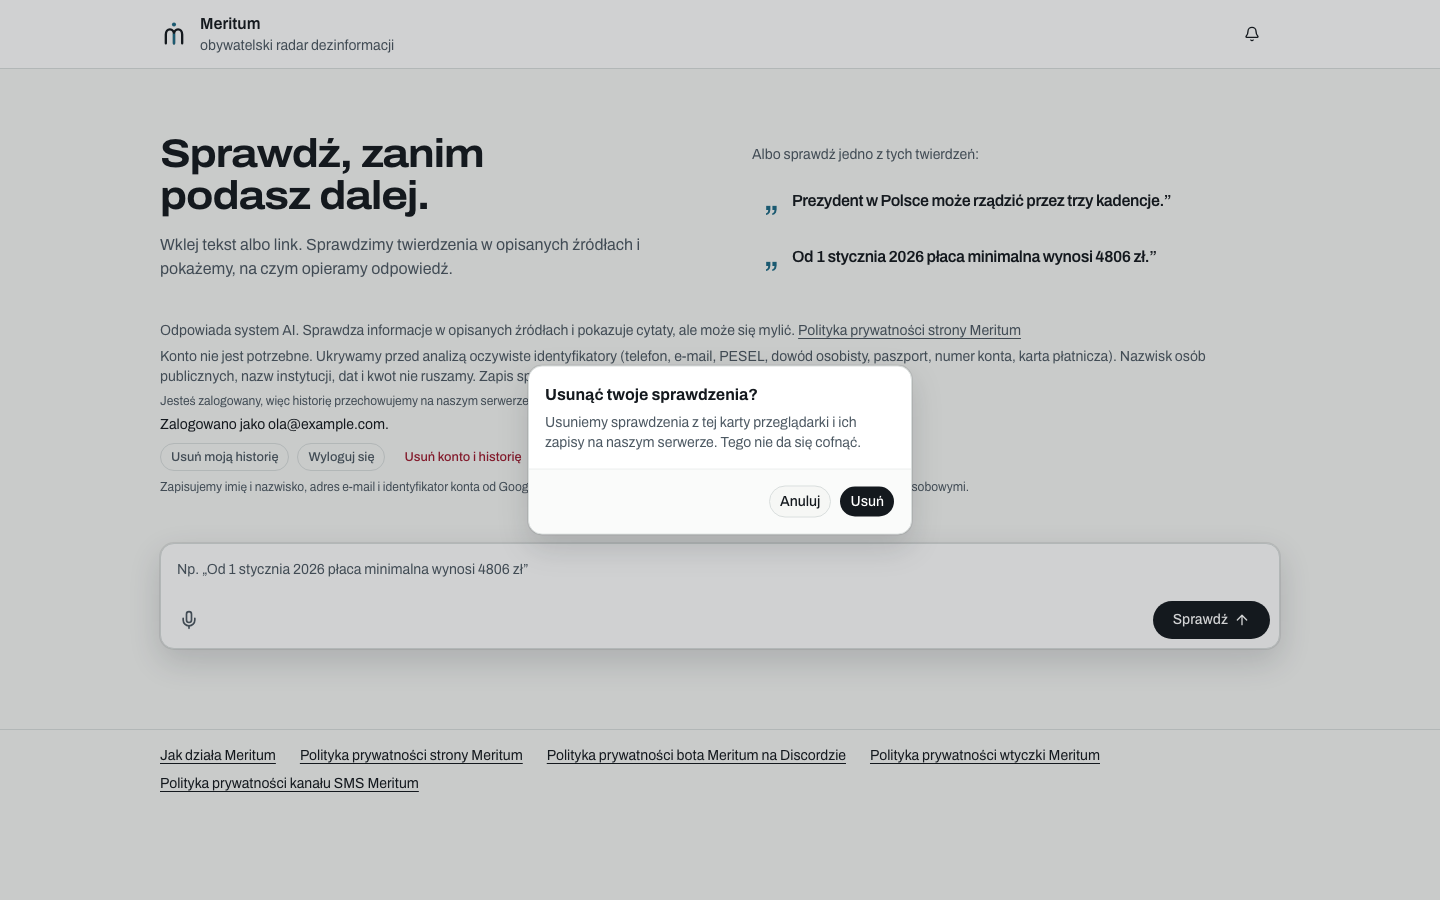 Meritum
obywatelski radar dezinformacji
Sprawdź, zanim
podasz dalej.
Wklej tekst albo link. Sprawdzimy twierdzenia w opisanych źródłach i
pokażemy, na czym opieramy odpowiedź.
Albo sprawdź jedno z tych twierdzeń:
„ Prezydent w Polsce może rządzić przez trzy kadencje.”
„ Od 1 stycznia 2026 płaca minimalna wynosi 4806 zł.”
Odpowiada system AI. Sprawdza informacje w opisanych źródłach i pokazuje cytaty, ale może się mylić. Polityka prywatności strony Meritum
Konto nie jest potrzebne. Ukrywamy przed analizą oczywiste identyfikatory (telefon, e-mail, PESEL, dowód osobisty, paszport, numer konta, karta płatnicza). Nazwisk osób
publicznych, nazw instytucji, dat i kwot nie ruszamy. Zapis
Jesteś zalogowany, więc historię przechowujemy na naszym serwerze
Zalogowano jako ola@example.com.
Usuń moją historię
Wyloguj się
Usuń konto i historię
Zapisujemy imię i nazwisko, adres e-mail i identyfikator konta od
Usunąć twoje sprawdzenia?
Usuniemy sprawdzenia z tej karty przeglądarki i ich
zapisy na naszym serwerze. Tego nie da się cofnąć.
Anuluj
Usuń
Np. „Od 1 stycznia 2026 płaca minimalna wynosi 4806 zł”
Sprawdź
Jak działa Meritum
Polityka prywatności strony Meritum
Polityka prywatności bota Meritum na Discordzie
Polityka prywatności wtyczki Meritum
Polityka prywatności kanału SMS Meritum